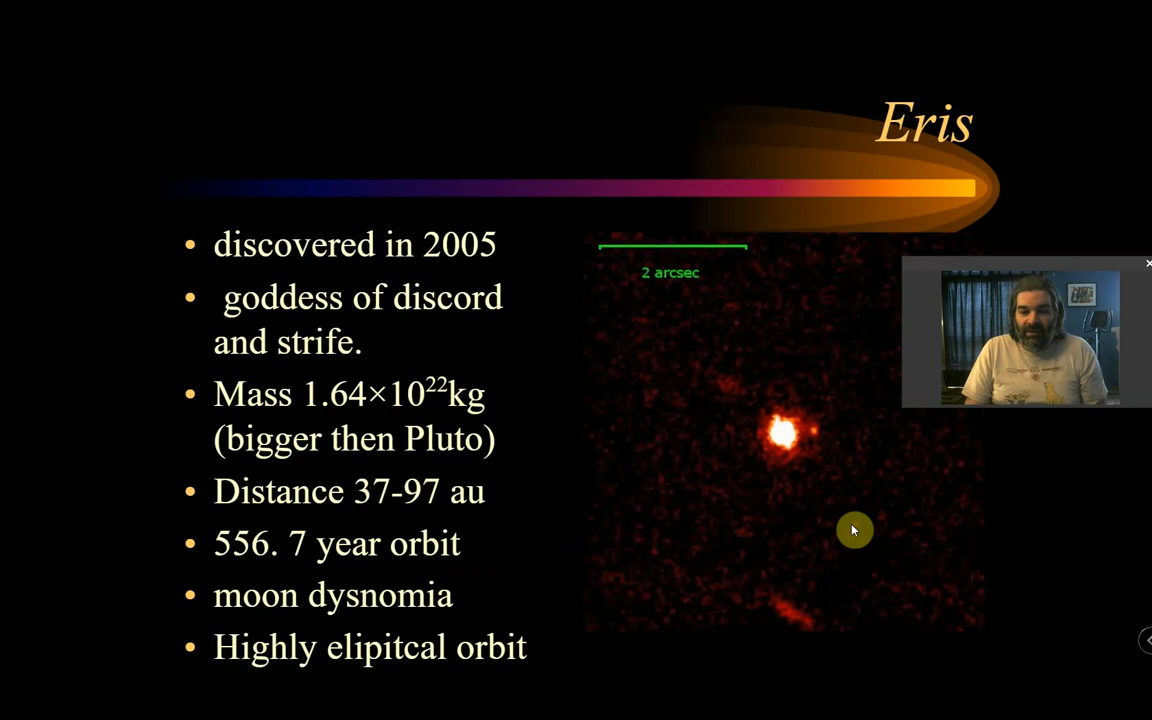 Eris
• discovered in 2005
• goddess of discord
and strife.
• Mass 1.64×10²²kg
(bigger then Pluto)
• Distance 37-97 au
• 556. 7 year orbit
• moon dysnomia
• Highly elipitcal orbit
2 arcsec